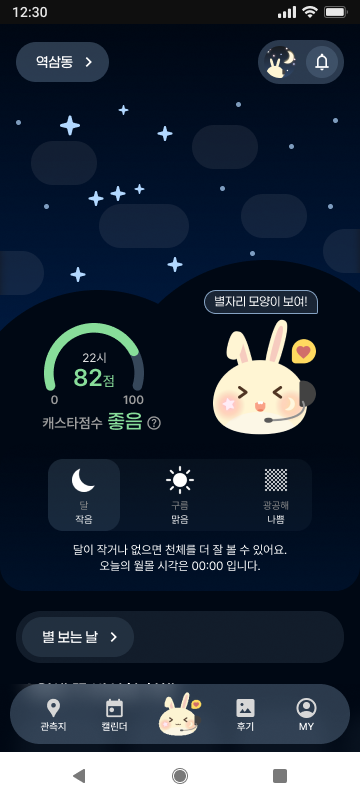 12:30
역삼동
별자리 모양이 보여!
22시
82점
0
100
캐스타점수 좋음
달
작음
구름
맑음
광공해
나쁨
달이 작거나 없으면 천체를 더 잘 볼 수 있어요.
오늘의 월몰 시각은 00:00 입니다.
별 보는 날
관측지
캘린더
후기
MY